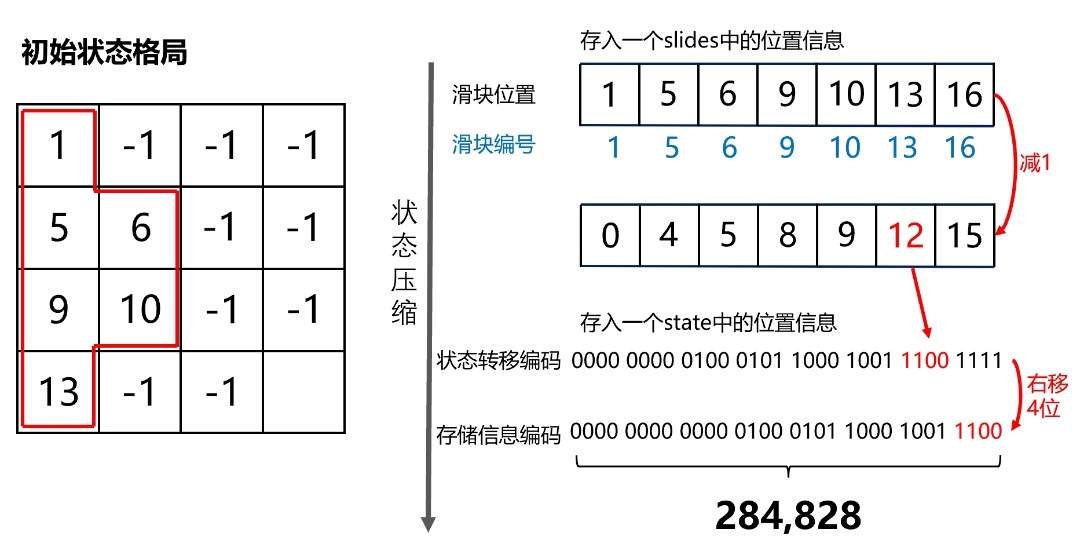 初始状态格局
1 -1 -1 -1
5 6 -1 -1
9 10 -1 -1
13 -1 -1
状态压缩
存入一个slides中的位置信息
滑块位置 1 5 6 9 10 13 16
滑块编号 1 5 6 9 10 13 16
减1
0 4 5 8 9 12 15
存入一个state中的位置信息
状态转移编码 0000 0000 0100 0101 1000 1001 1100 1111
右移
4位
存储信息编码 0000 0000 0000 0100 0101 1000 1001 1100
284,828